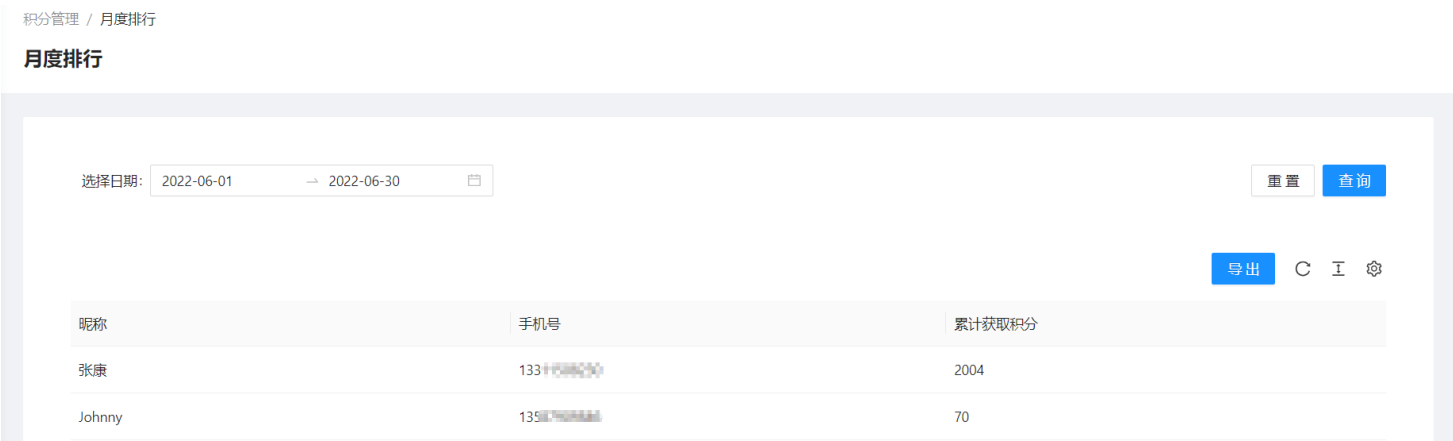 积分管理 / 月度排行
月度排行
选择日期: 2022-06-01 → 2022-06-30
重置 查询
导出
昵称 手机号 累计获取积分
张康 133 2004
Johnny 135 70